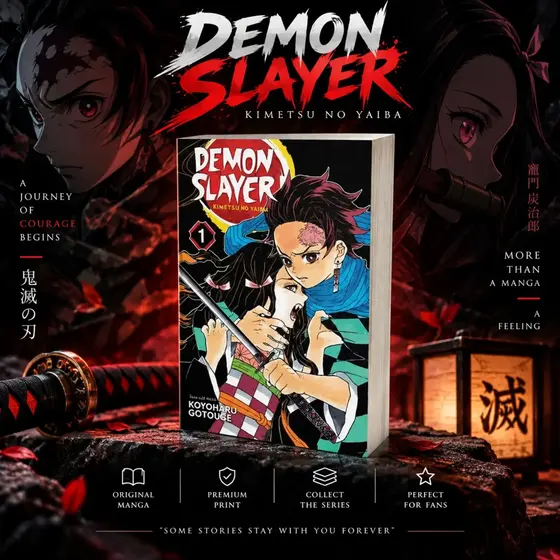 DEMON
SLAYER
KIMETSU NO YAIBA
A
JOURNEY
OF
COURAGE
BEGINS
鬼滅の刃
DEMON
SLAYER
KIMETSU NO YAIBA
1
KOYOHARU
GOTOUGE
竈門 炭治郎
MORE
THAN
A MANGA
A
FEELING
滅
ORIGINAL
MANGA
PREMIUM
PRINT
COLLECT
THE SERIES
PERFECT
FOR FANS
"SOME STORIES STAY WITH YOU FOREVER"